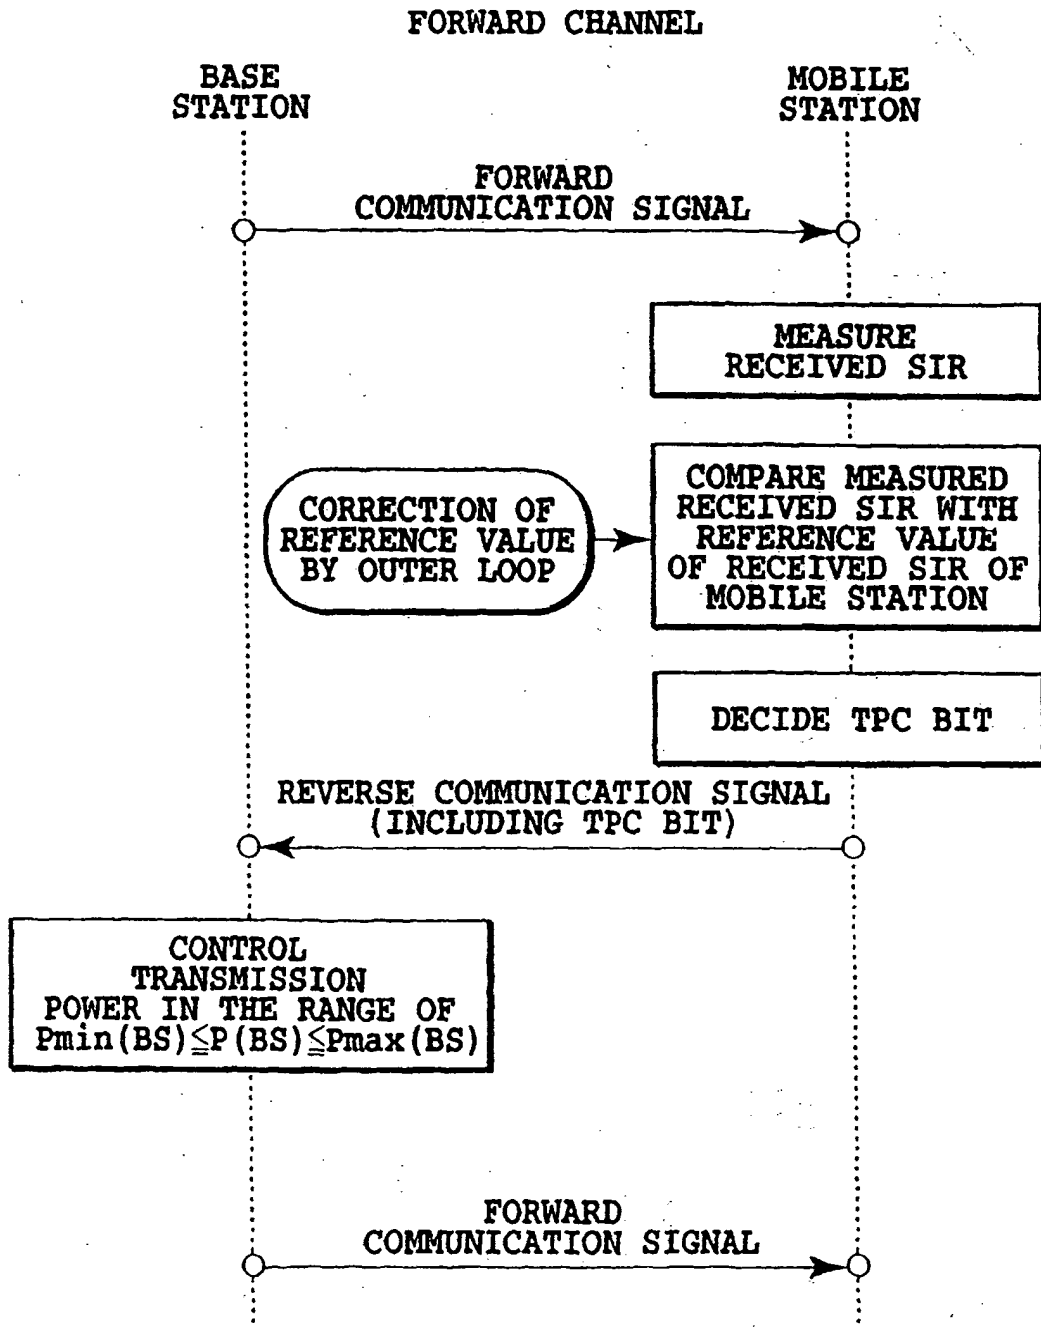 FORWARD CHANNEL
BASE
STATION
MOBILE
STATION
FORWARD
COMMUNICATION SIGNAL
MEASURE
RECEIVED SIR
CORRECTION OF
REFERENCE VALUE
BY OUTER LOOP
COMPARE MEASURED
RECEIVED SIR WITH
REFERENCE VALUE
OF RECEIVED SIR OF
MOBILE STATION
DECIDE TPC BIT
REVERSE COMMUNICATION SIGNAL
(INCLUDING TPC BIT)
CONTROL
TRANSMISSION
POWER IN THE RANGE OF
Pmin(BS)≦P(BS)≦Pmax(BS)
FORWARD
COMMUNICATION SIGNAL